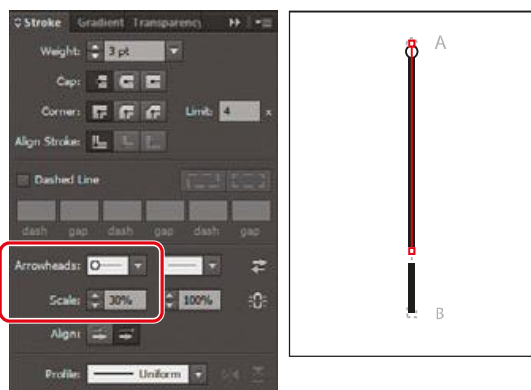 Stroke Gradient Transparency
Weight: 3 pt
Cap:
Corner: Limit: 4 x
Align Stroke:
Dashed Line
dash gap dash gap dash gap
Arrowheads:
Scale: 30% 100%
Align:
Profile: Uniform
A
B